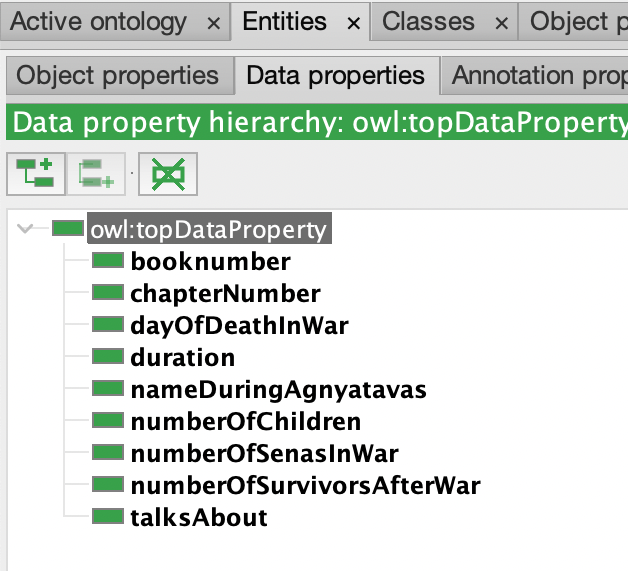 Active ontology × Entities × Classes × Object p
Object properties Data properties Annotation prop
Data property hierarchy: owl:topDataProperty
owl:topDataProperty
booknumber
chapterNumber
dayOfDeathInWar
duration
nameDuringAgnyatavas
numberOfChildren
numberOfSenasInWar
numberOfSurvivorsAfterWar
talksAbout